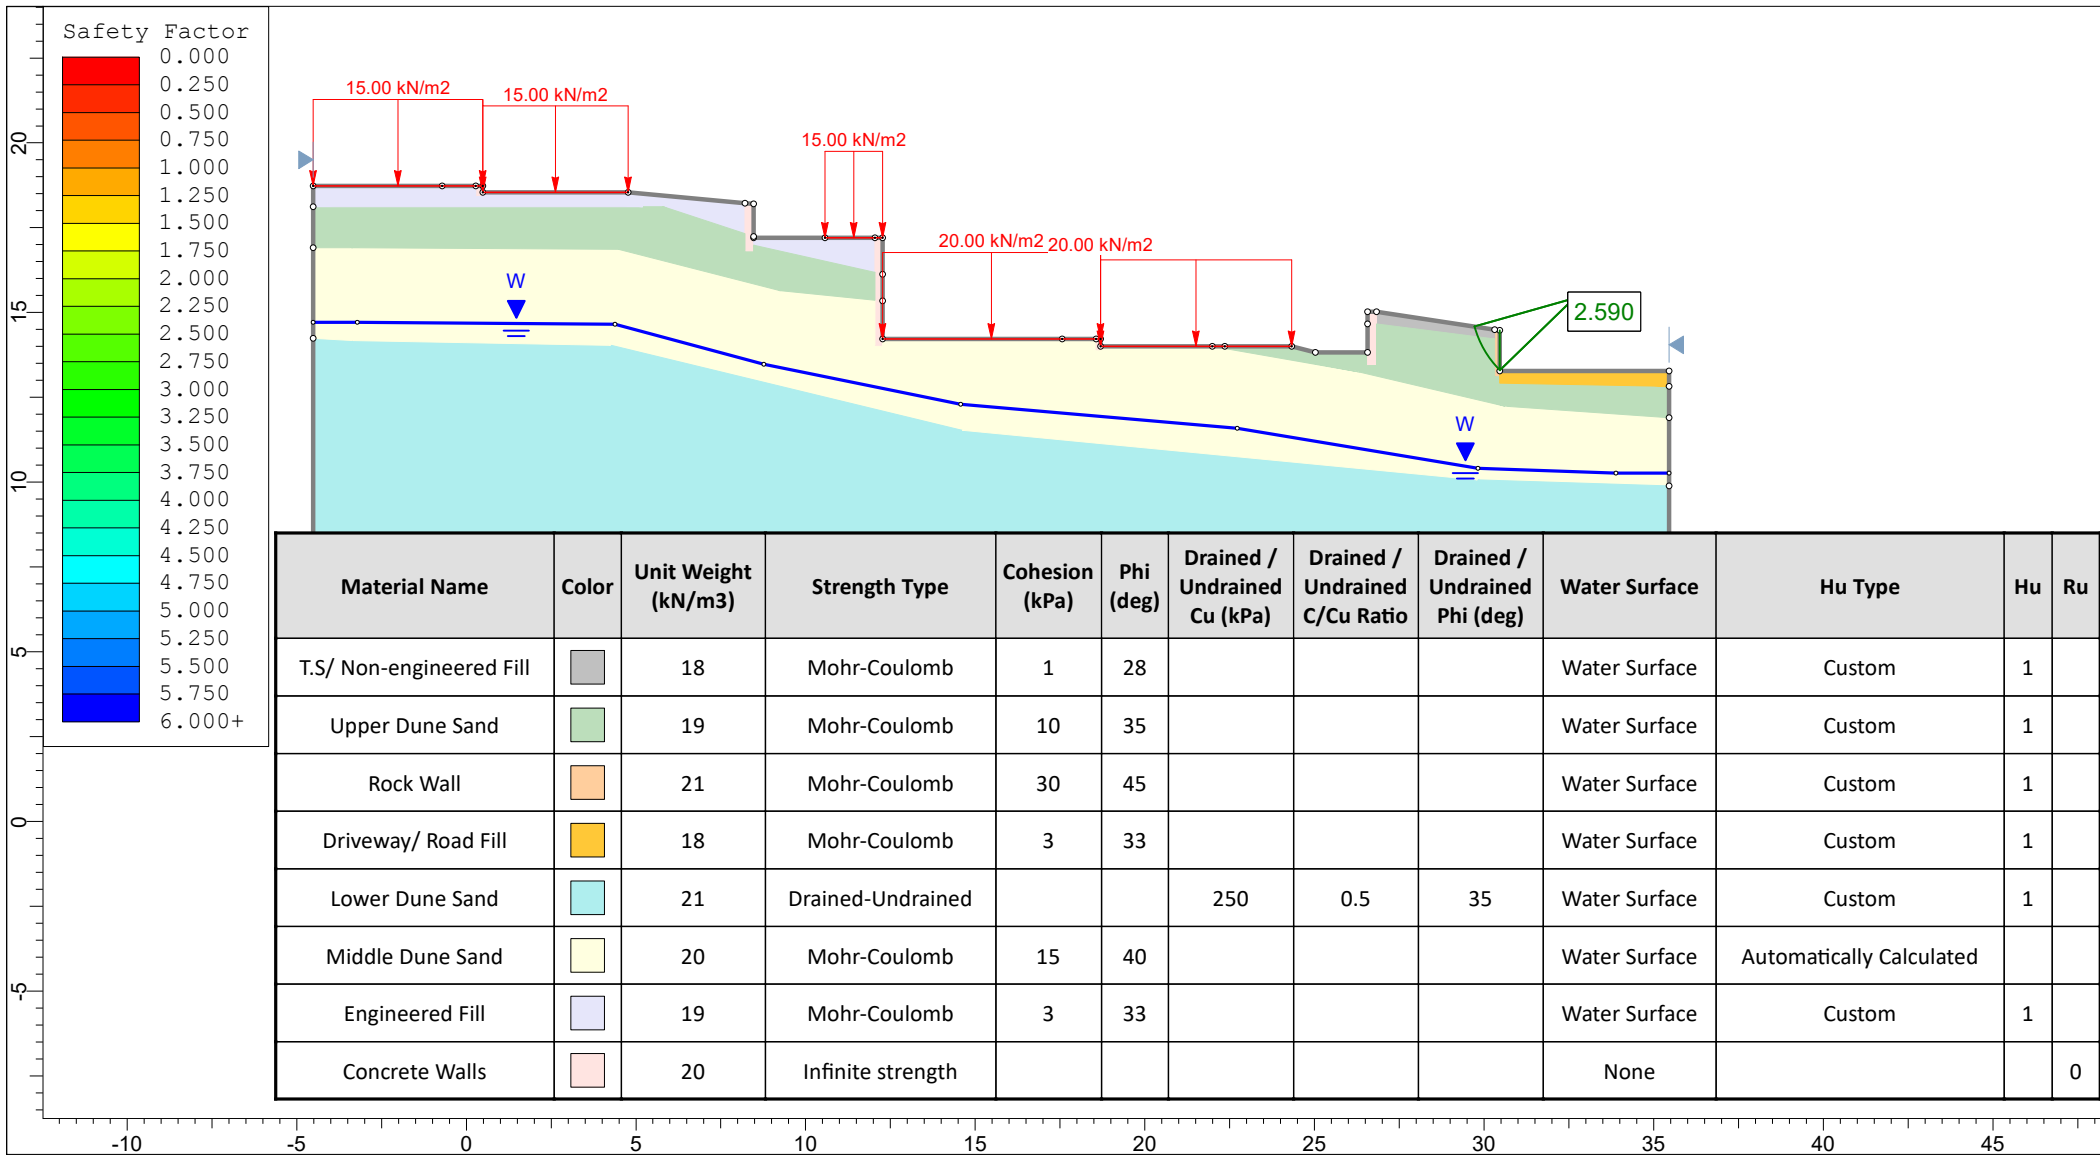 Safety Factor
0.000
0.250
0.500
0.750
1.000
1.250
1.500
1.750
2.000
2.250
2.500
2.750
3.000
3.250
3.500
3.750
4.000
4.250
4.500
4.750
5.000
5.250
5.500
5.750
6.000+
15.00 kN/m2
15.00 kN/m2
15.00 kN/m2
20.00 kN/m2
20.00 kN/m2
2.590
W
W
20
15
10
5
0
-5
Material Name Color Unit Weight (kN/m3) Strength Type Cohesion (kPa) Phi (deg) Drained / Undrained Cu (kPa) Drained / Undrained C/Cu Ratio Drained / Undrained Phi (deg) Water Surface Hu Type Hu Ru
T.S/ Non-engineered Fill 18 Mohr-Coulomb 1 28 Water Surface Custom 1
Upper Dune Sand 19 Mohr-Coulomb 10 35 Water Surface Custom 1
Rock Wall 21 Mohr-Coulomb 30 45 Water Surface Custom 1
Driveway/ Road Fill 18 Mohr-Coulomb 3 33 Water Surface Custom 1
Lower Dune Sand 21 Drained-Undrained 250 0.5 35 Water Surface Custom 1
Middle Dune Sand 20 Mohr-Coulomb 15 40 Water Surface Automatically Calculated
Engineered Fill 19 Mohr-Coulomb 3 33 Water Surface Custom 1
Concrete Walls 20 Infinite strength None 0
-10 -5 0 5 10 15 20 25 30 35 40 45